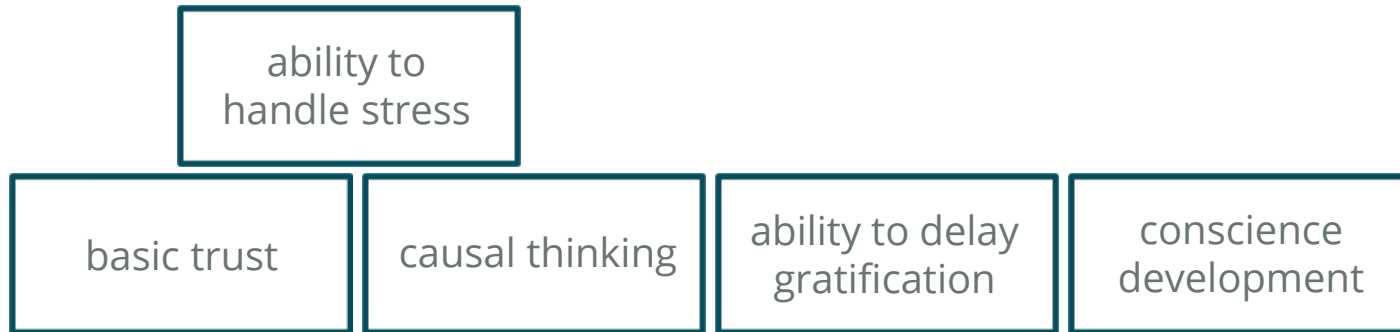 ability to
handle stress
basic trust
causal thinking
ability to delay
gratification
conscience
development